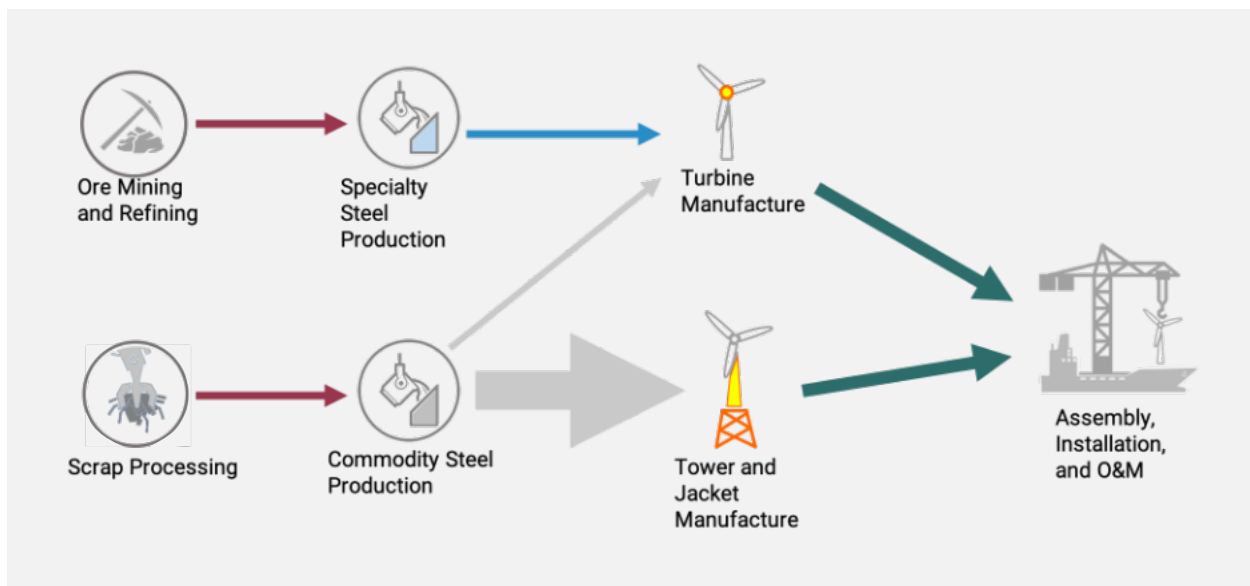 Ore Mining
and Refining
Specialty
Steel
Production
Turbine
Manufacture
Scrap Processing
Commodity Steel
Production
Tower and
Jacket
Manufacture
Assembly,
Installation,
and O&M